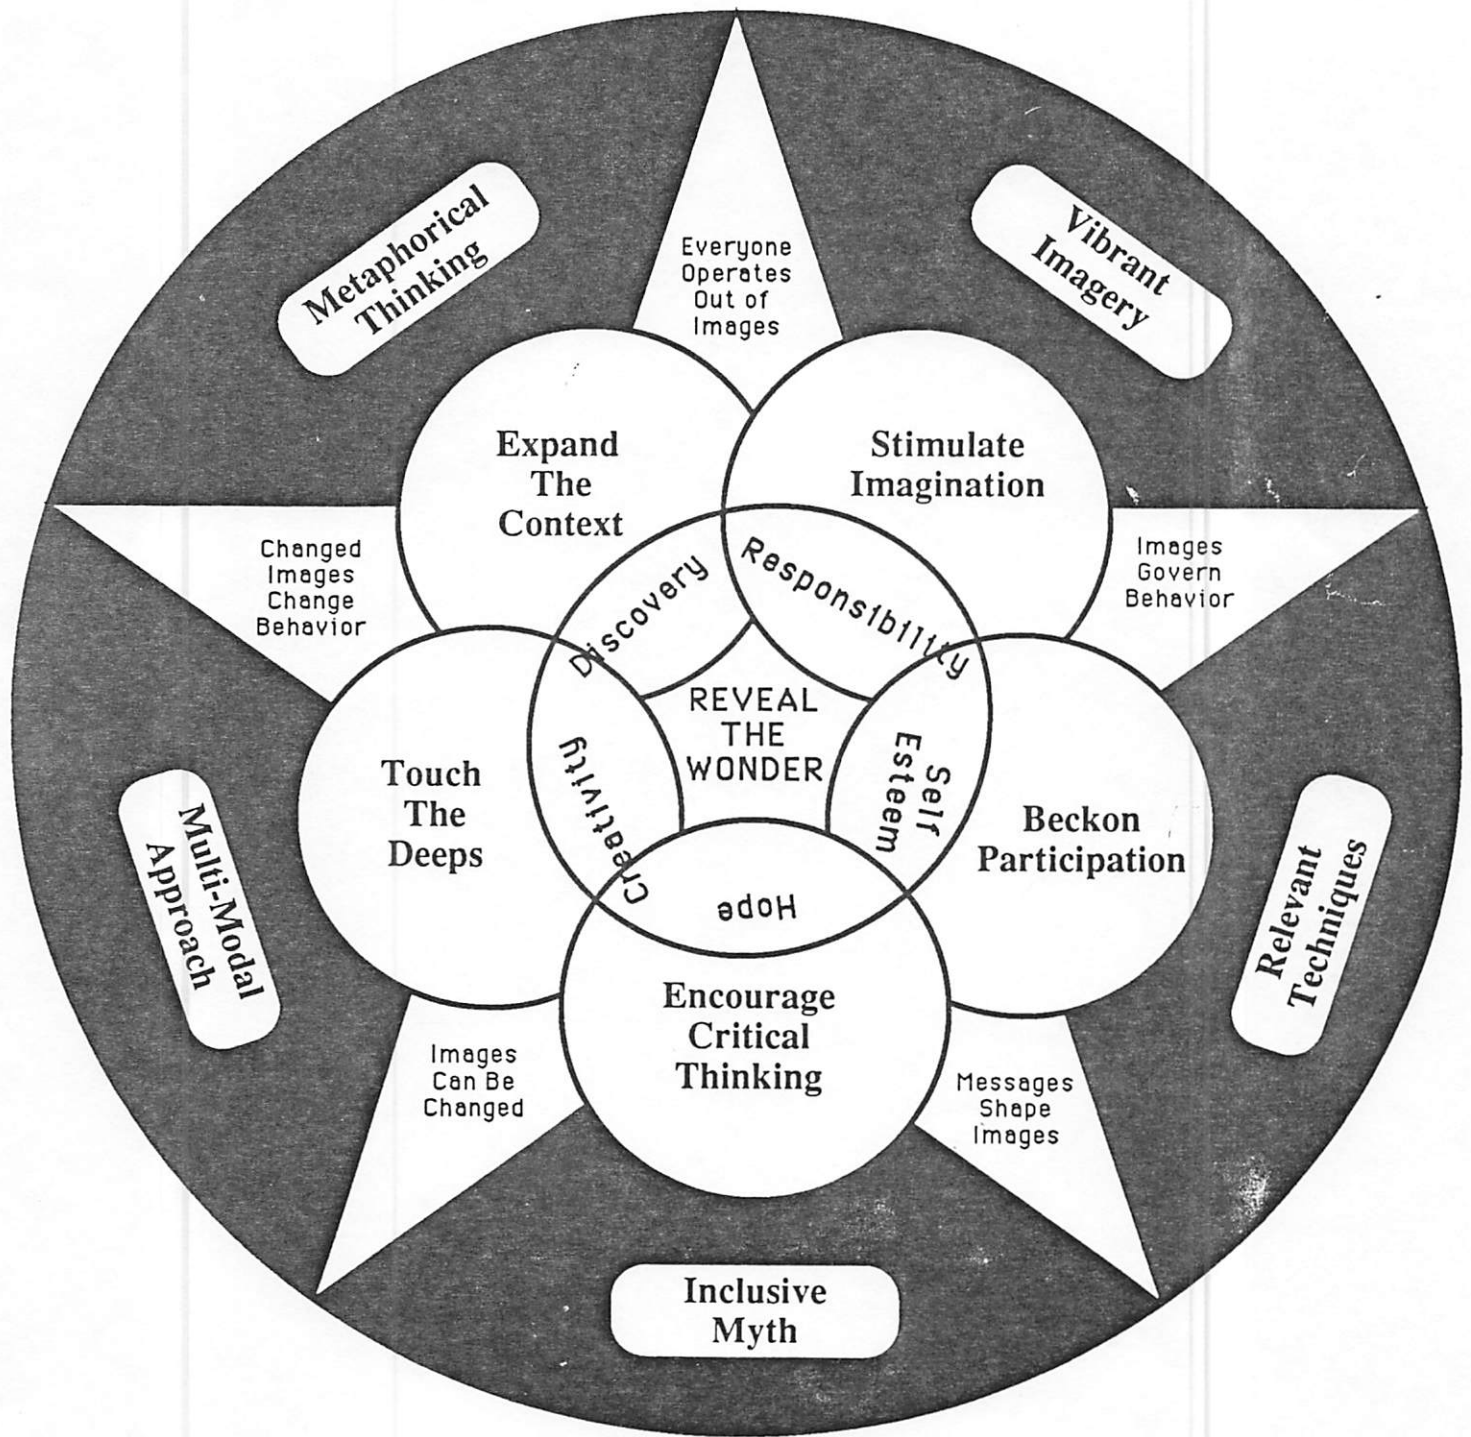 Metaphorical
Thinking
Vibrant
Imagery
Everyone
Operates
Out of
Images
Expand
The
Context
Stimulate
Imagination
Changed
Images
Change
Behavior
Images
Govern
Behavior
Discovery
Responsibility
REVEAL
THE
WONDER
Creativity
Self
Esteem
Hope
Touch
The
Deeps
Beckon
Participation
Multi-Modal
Approach
Relevant
Techniques
Encourage
Critical
Thinking
Images
Can Be
Changed
Messages
Shape
Images
Inclusive
Myth